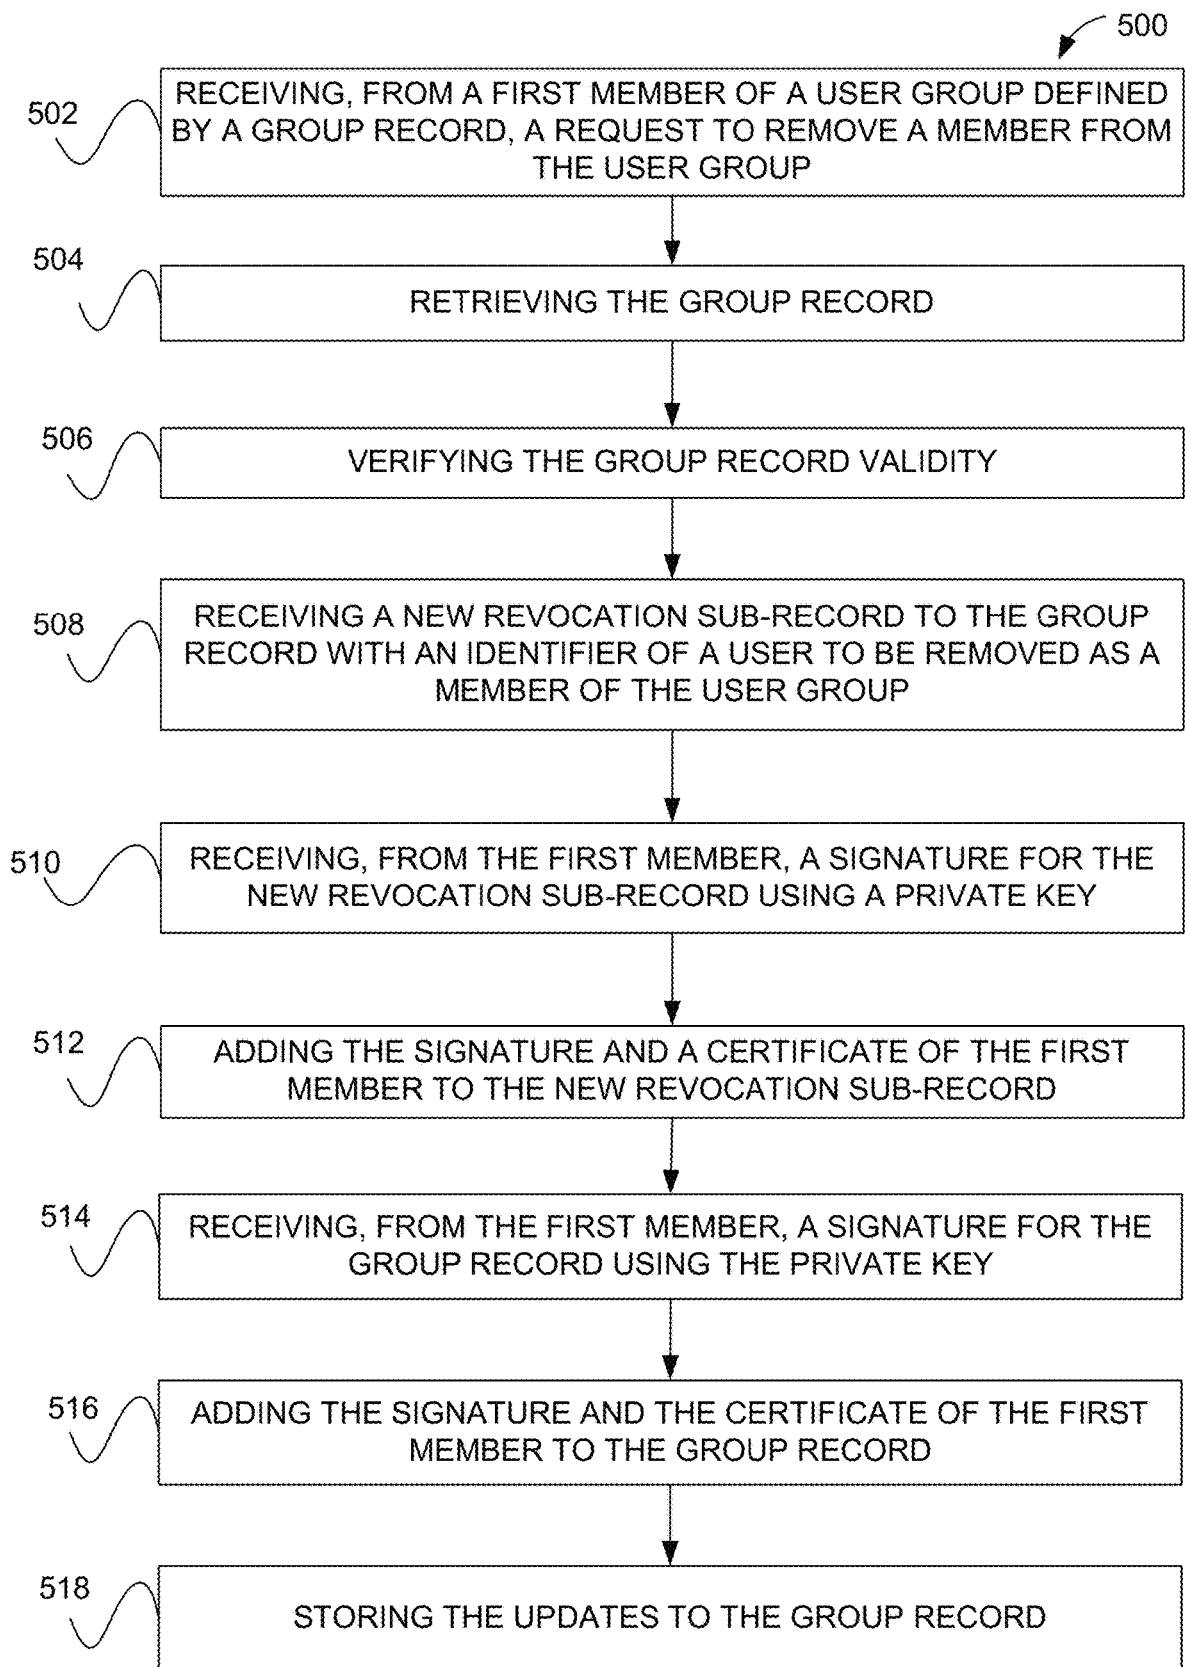 500
502
RECEIVING, FROM A FIRST MEMBER OF A USER GROUP DEFINED
BY A GROUP RECORD, A REQUEST TO REMOVE A MEMBER FROM
THE USER GROUP
504
RETRIEVING THE GROUP RECORD
506
VERIFYING THE GROUP RECORD VALIDITY
508
RECEIVING A NEW REVOCATION SUB-RECORD TO THE GROUP
RECORD WITH AN IDENTIFIER OF A USER TO BE REMOVED AS A
MEMBER OF THE USER GROUP
510
RECEIVING, FROM THE FIRST MEMBER, A SIGNATURE FOR THE
NEW REVOCATION SUB-RECORD USING A PRIVATE KEY
512
ADDING THE SIGNATURE AND A CERTIFICATE OF THE FIRST
MEMBER TO THE NEW REVOCATION SUB-RECORD
514
RECEIVING, FROM THE FIRST MEMBER, A SIGNATURE FOR THE
GROUP RECORD USING THE PRIVATE KEY
516
ADDING THE SIGNATURE AND THE CERTIFICATE OF THE FIRST
MEMBER TO THE GROUP RECORD
518
STORING THE UPDATES TO THE GROUP RECORD